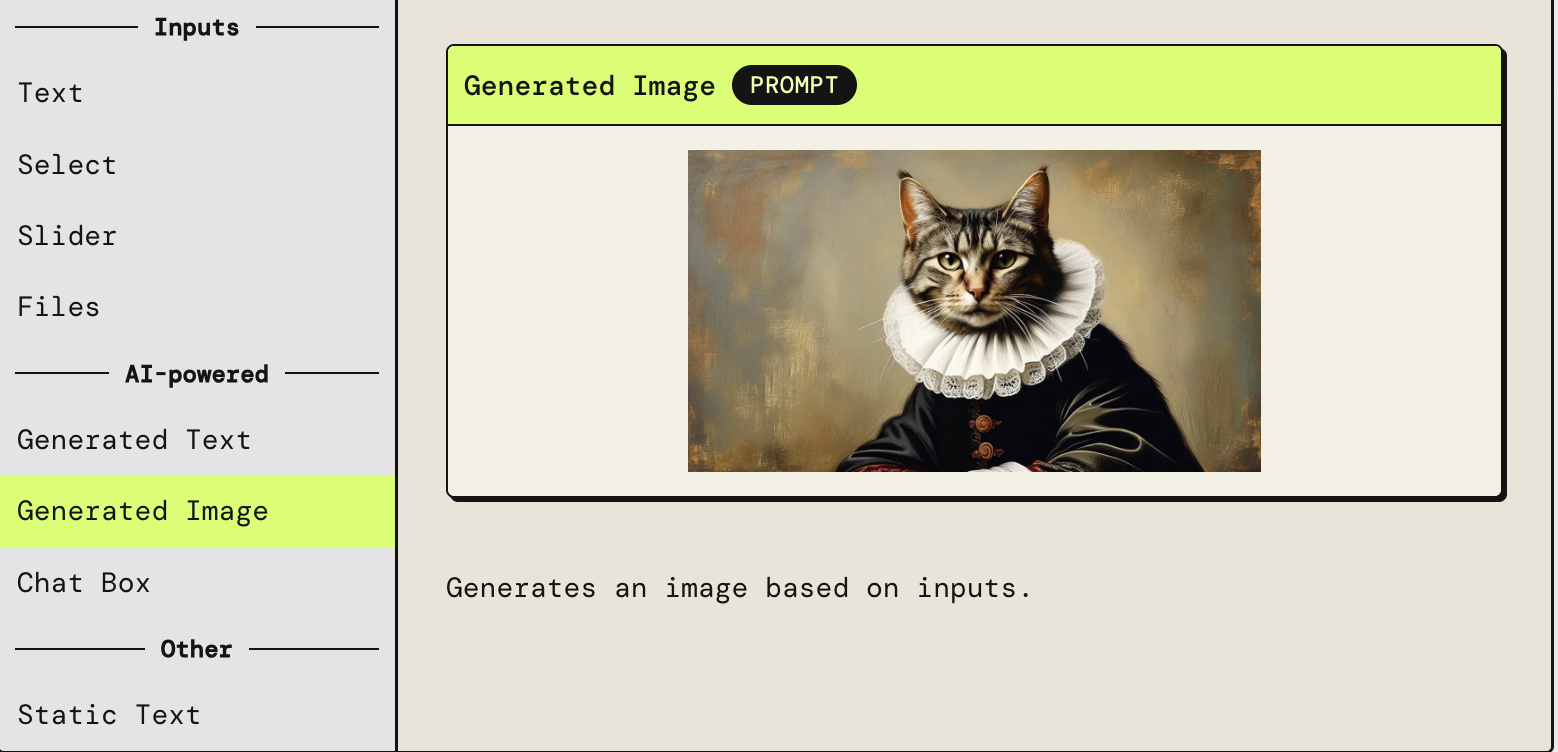 Inputs
Text
Select
Slider
Files
AI-powered
Generated Text
Generated Image
Chat Box
Other
Static Text
Generated Image PROMPT
Generates an image based on inputs.